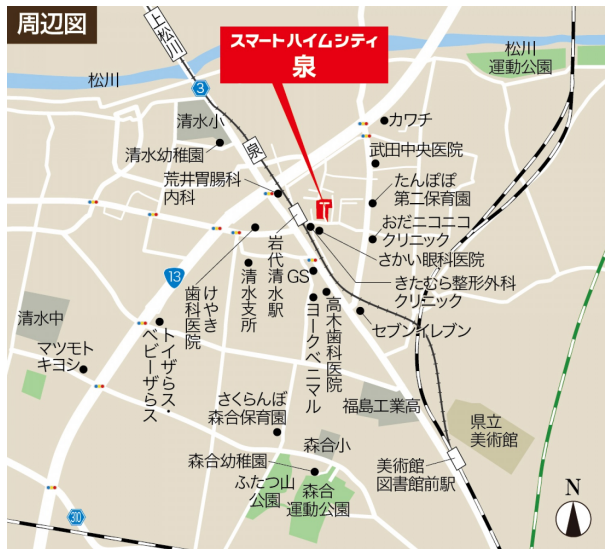 周辺図
スマートハイムシティ
泉
上松川
松川
3
松川
運動公園
清水小
清水幼稚園
泉
カワチ
武田中央医院
荒井胃腸科
内科
たんぽぽ
第二保育園
おだニコニコ
クリニック
さかい眼科医院
きたむら整形外科
クリニック
13
けやき
歯科医院
清水支所
岩代清水駅
GS
ヨークベニマル
高木歯科医院
セブンイレブン
清水中
マツモト
キヨシ
トイザらス・
ベビーザらス
さくらんぼ
森合保育園
福島工業高
県立
美術館
森合小
森合幼稚園
ふたつ山
公園
森合
運動公園
美術館
図書館前駅
310
N